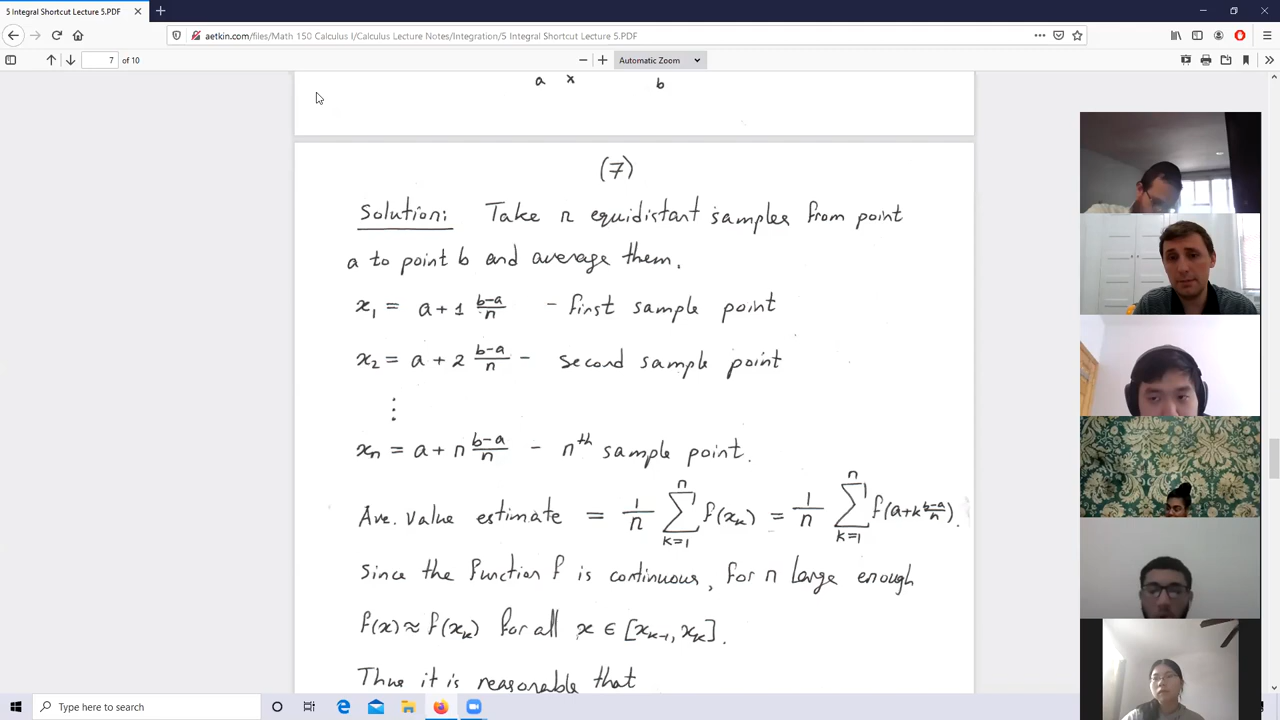 5 Integral Shortcut Lecture 5.PDF
aetkin.com/files/Math 150 Calculus I/Calculus Lecture Notes/Integration/5 Integral Shortcut Lecture 5.PDF
7 of 10
Automatic Zoom
a x b
(7)
Solution: Take n equidistant samples from point
a to point b and average them.
x₁ = a + 1 (b-a)/n - first sample point
x₂ = a + 2 (b-a)/n - second sample point
⋮
xₙ = a + n (b-a)/n - nᵗʰ sample point.
Ave. value estimate = 1/n ∑_{k=1}^{n} f(xₖ) = 1/n ∑_{k=1}^{n} f(a+k (b-a)/n).
Since the function f is continuous, for n large enough
f(x) ≈ f(xₖ) for all x ∈ [xₖ₋₁, xₖ].
Thus it is reasonable that
Type here to search